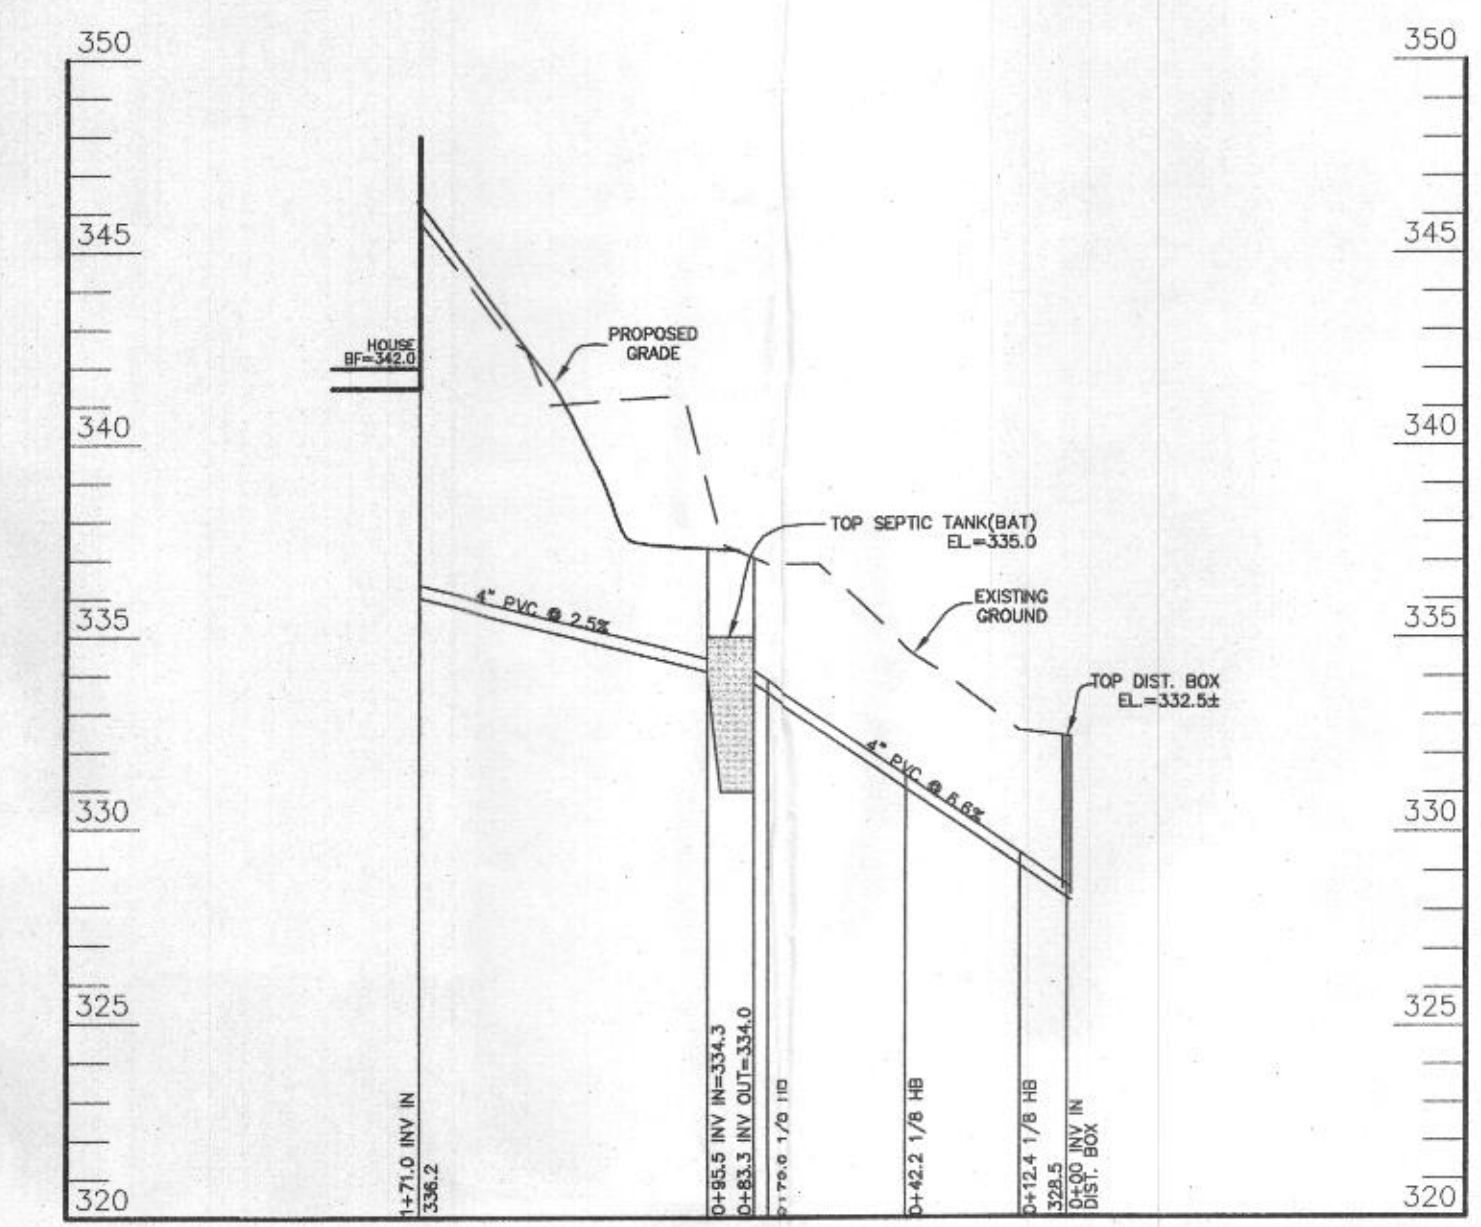 350
350
345
345
HOUSE
BF=342.0
PROPOSED
GRADE
340
340
TOP SEPTIC TANK(BAT)
EL.=335.0
EXISTING
GROUND
335
335
4" PVC @ 2.5%
TOP DIST. BOX
EL.=332.5±
4" PVC @ 6.6%
330
330
325
325
1+71.0 INV IN
336.2
0+95.5 INV IN=334.3
0+83.3 INV OUT=334.0
0+42.2 1/8 HB
0+12.4 1/8 HB
328.5
0+00 INV IN
DIST. BOX
320
320